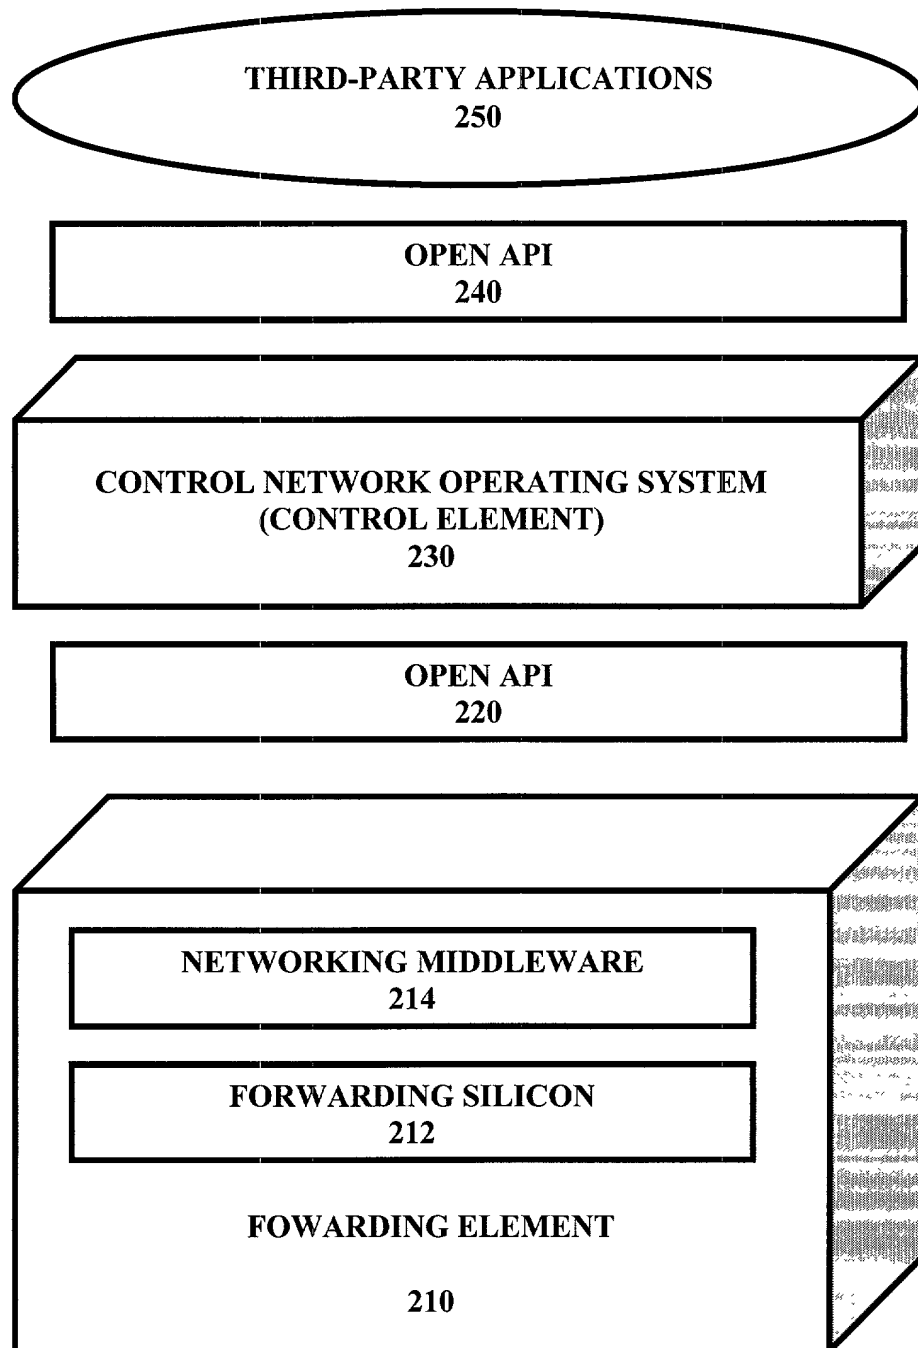 THIRD-PARTY APPLICATIONS
250
OPEN API
240
CONTROL NETWORK OPERATING SYSTEM
(CONTROL ELEMENT)
230
OPEN API
220
NETWORKING MIDDLEWARE
214
FORWARDING SILICON
212
FOWARDING ELEMENT
210